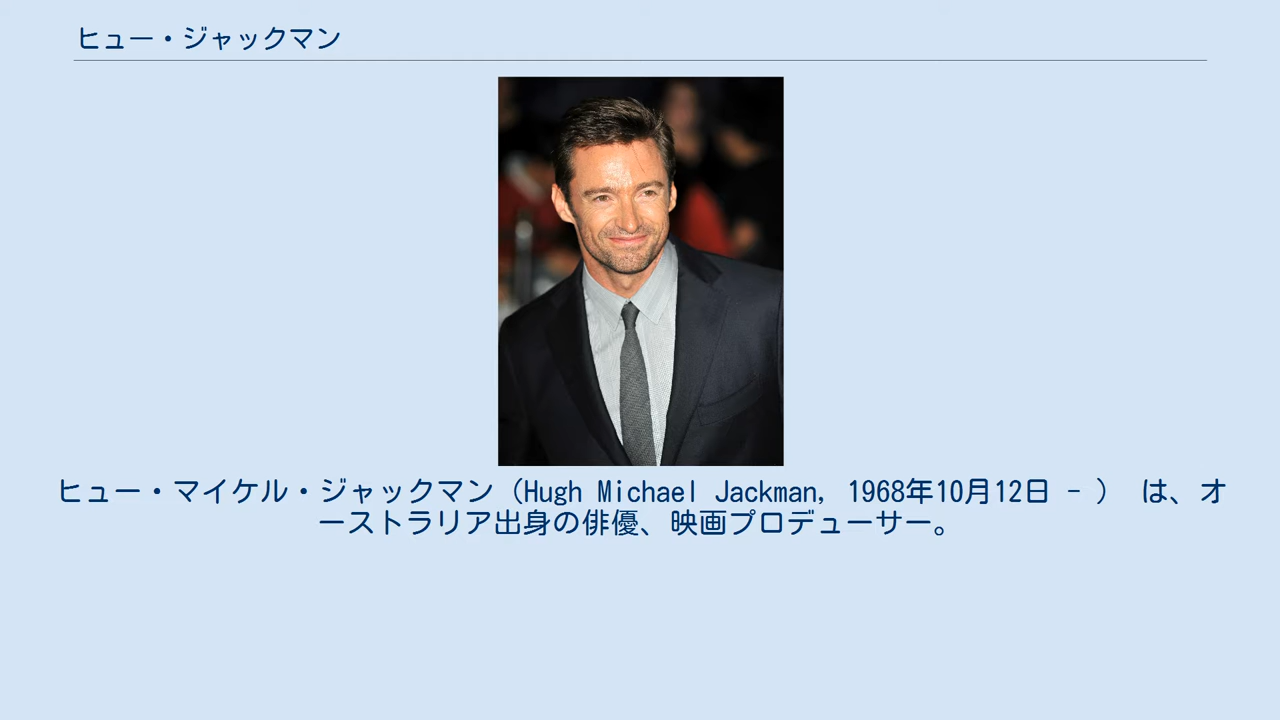 ヒュー・ジャックマン
ヒュー・マイケル・ジャックマン（Hugh Michael Jackman, 1968年10月12日 - ） は、オ
ーストラリア出身の俳優、映画プロデューサー。